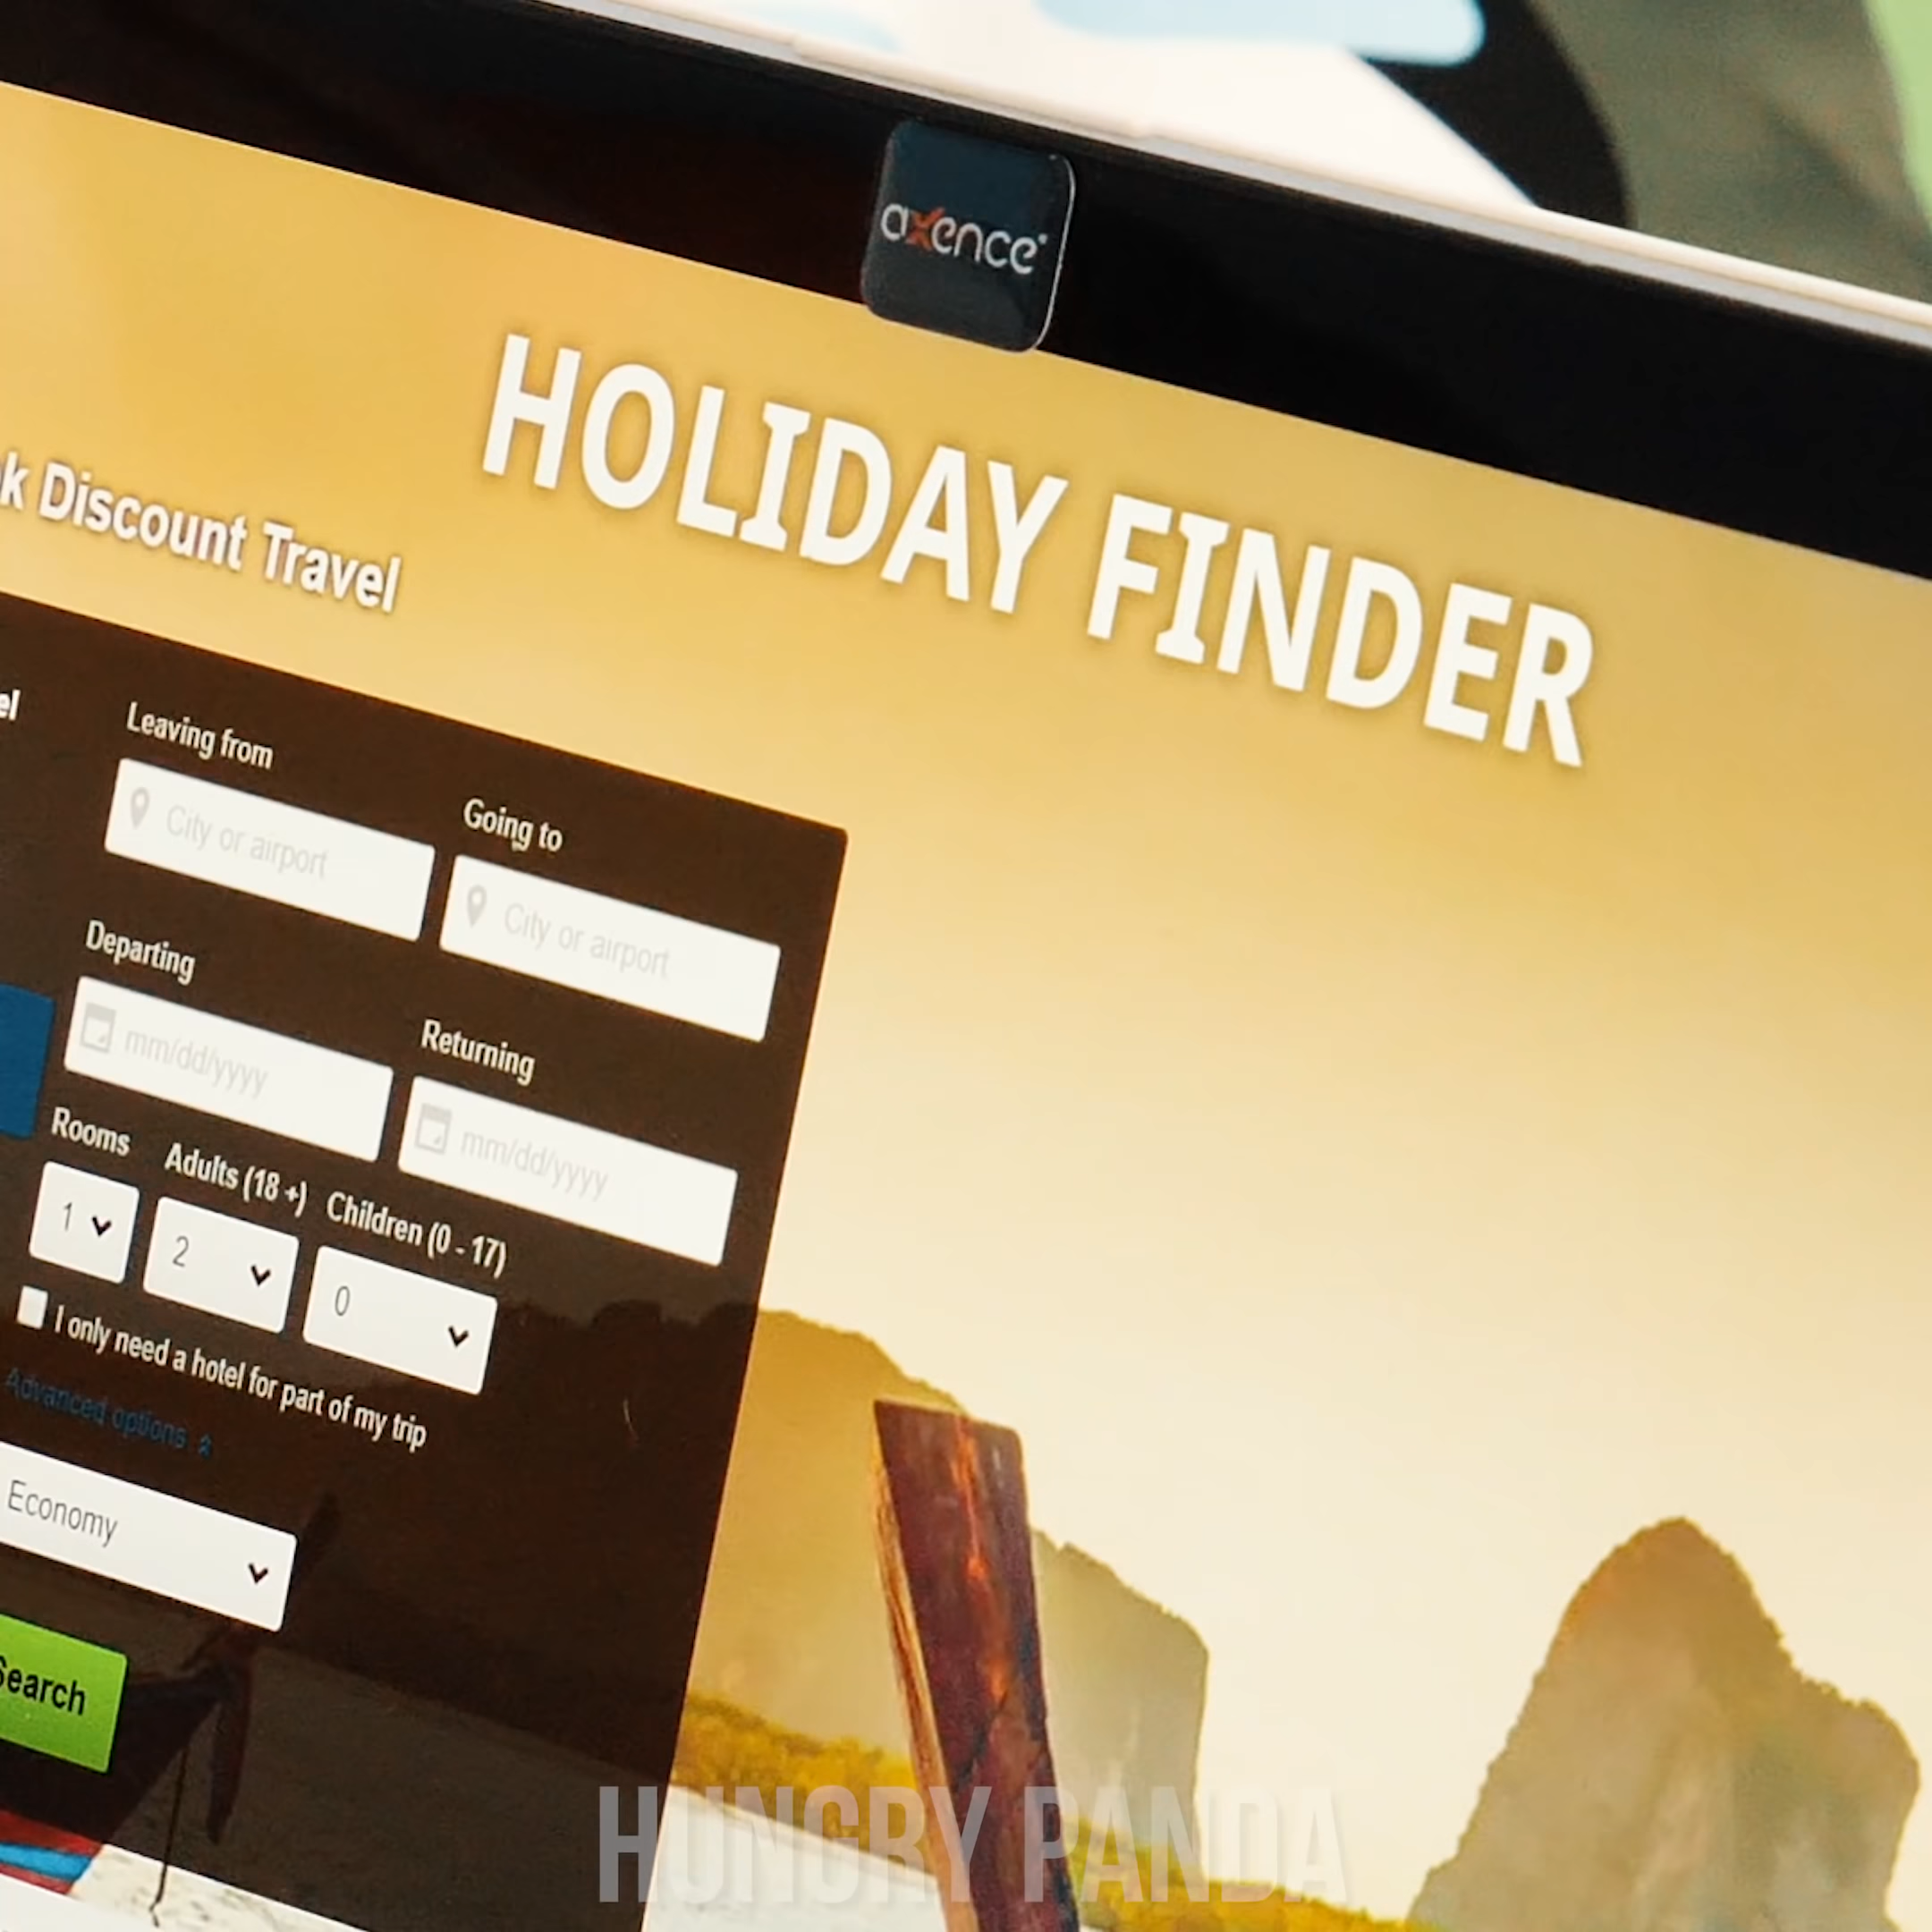 axence
HOLIDAY FINDER
k Discount Travel
el
Leaving from
Going to
City or airport
City or airport
Departing
Returning
mm/dd/yyyy
mm/dd/yyyy
Rooms Adults (18 +) Children (0 - 17)
1 2 0
I only need a hotel for part of my trip
Advanced options
Economy
Search
HUNGRY PANDA